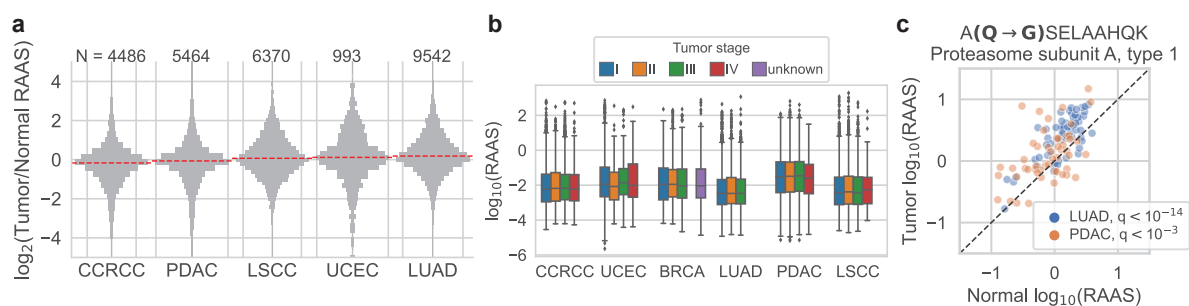 a
N = 4486 5464 6370 993 9542
log₂(Tumor/Normal RAAS)
4
2
0
−2
−4
CCRCC PDAC LSCC UCEC LUAD
b
Tumor stage
I II III IV unknown
log₁₀(RAAS)
2
0
−2
−4
−6
CCRCC UCEC BRCA LUAD PDAC LSCC
c
A(Q → G)SELAAHQK
Proteasome subunit A, type 1
Tumor log₁₀(RAAS)
1
0
−1
LUAD, q < 10⁻¹⁴
PDAC, q < 10⁻³
−1 0 1
Normal log₁₀(RAAS)